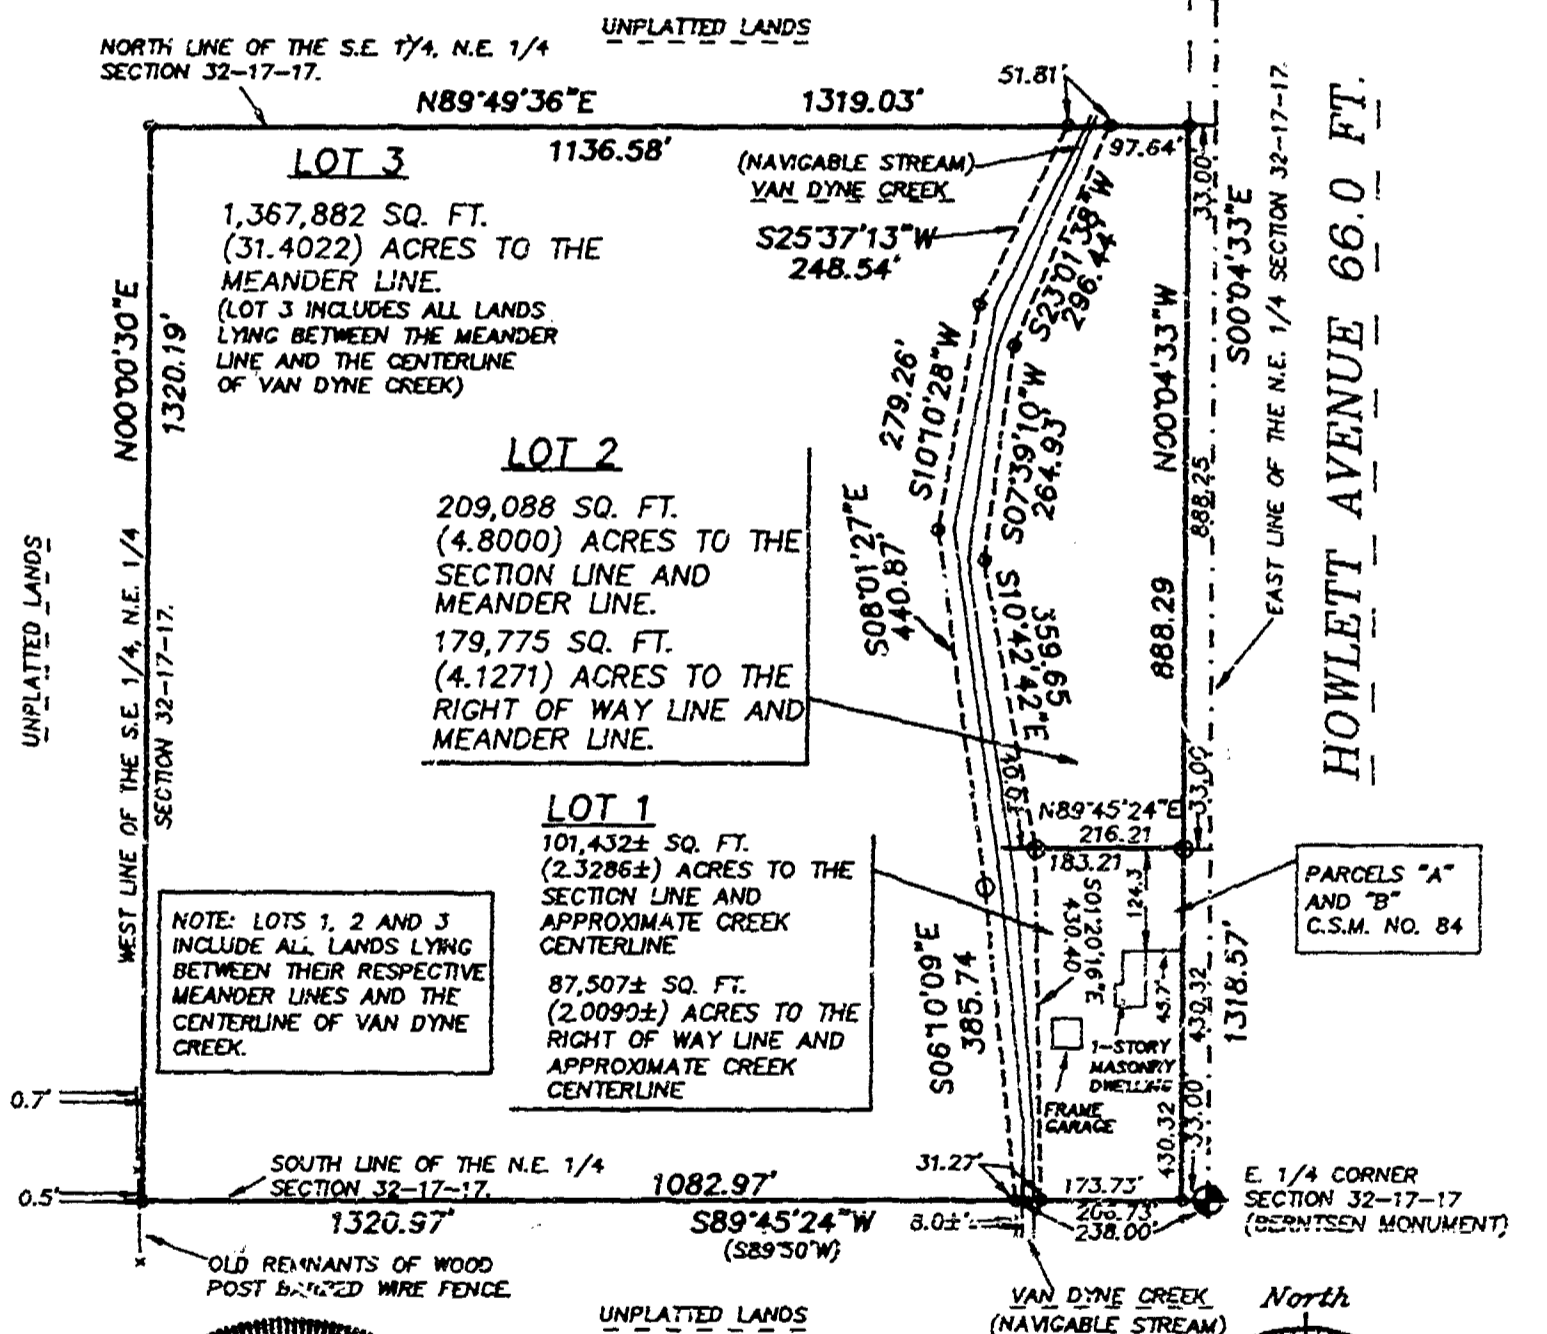 UNPLATTED LANDS
NORTH LINE OF THE S.E. 1/4, N.E. 1/4
SECTION 32-17-17.
51.81'
N89°49'36"E
1319.03'
1136.58'
97.64'
LOT 3
(NAVIGABLE STREAM)
VAN DYNE CREEK
1,367,882 SQ. FT.
(31.4022) ACRES TO THE
MEANDER LINE.
(LOT 3 INCLUDES ALL LANDS
LYING BETWEEN THE MEANDER
LINE AND THE CENTERLINE
OF VAN DYNE CREEK)
S25°37'13"W
248.54'
S23°01'38"W
296.44'
33.00'
S00°04'33"E
EAST LINE OF THE N.E. 1/4 SECTION 32-17-17.
HOWLETT AVENUE 66.0 FT.
N00°00'30"E
1320.19'
279.26'
S10°10'28"W
S07°39'10"W
264.93'
N00°04'33"W
888.29
888.25
LOT 2
209,088 SQ. FT.
(4.8000) ACRES TO THE
SECTION LINE AND
MEANDER LINE.
179,775 SQ. FT.
(4.1271) ACRES TO THE
RIGHT OF WAY LINE AND
MEANDER LINE.
S08°01'27"E
440.87'
S10°42'42"E
359.65
UNPLATTED LANDS
WEST LINE OF THE S.E. 1/4, N.E. 1/4
SECTION 32-17-17.
33.00
N89°45'24"E
216.21
183.21
LOT 1
101,432± SQ. FT.
(2.3286±) ACRES TO THE
SECTION LINE AND
APPROXIMATE CREEK
CENTERLINE
87,507± SQ. FT.
(2.0090±) ACRES TO THE
RIGHT OF WAY LINE AND
APPROXIMATE CREEK
CENTERLINE
S01°20'16"E
430.40
124.3
PARCELS "A"
AND "B"
C.S.M. NO. 84
NOTE: LOTS 1, 2 AND 3
INCLUDE ALL LANDS LYING
BETWEEN THEIR RESPECTIVE
MEANDER LINES AND THE
CENTERLINE OF VAN DYNE
CREEK.
S06°10'09"E
385.74
430.32
1318.57'
1-STORY
MASONRY
DWELLING
FRAME
GARAGE
430.32
33.00
0.7'
0.5'
SOUTH LINE OF THE N.E. 1/4
SECTION 32-17-17.
1082.97'
31.27'
173.73'
238.00'
E. 1/4 CORNER
SECTION 32-17-17
(BERNTSEN MONUMENT)
1320.97'
S89°45'24"W
(S89°50'W)
8.0±'
OLD REMNANTS OF WOOD
POST BARBED WIRE FENCE.
UNPLATTED LANDS
VAN DYNE CREEK
(NAVIGABLE STREAM)
North